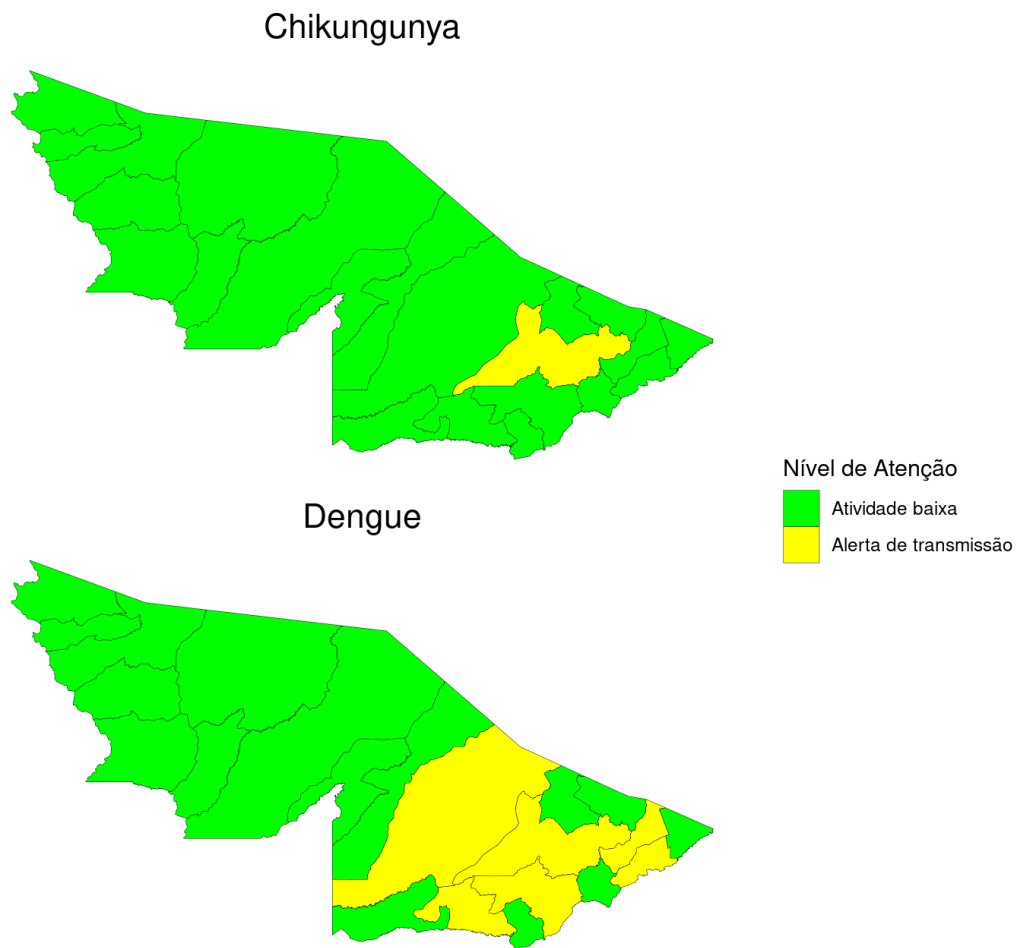 Chikungunya
Dengue
Nível de Atenção
Atividade baixa
Alerta de transmissão